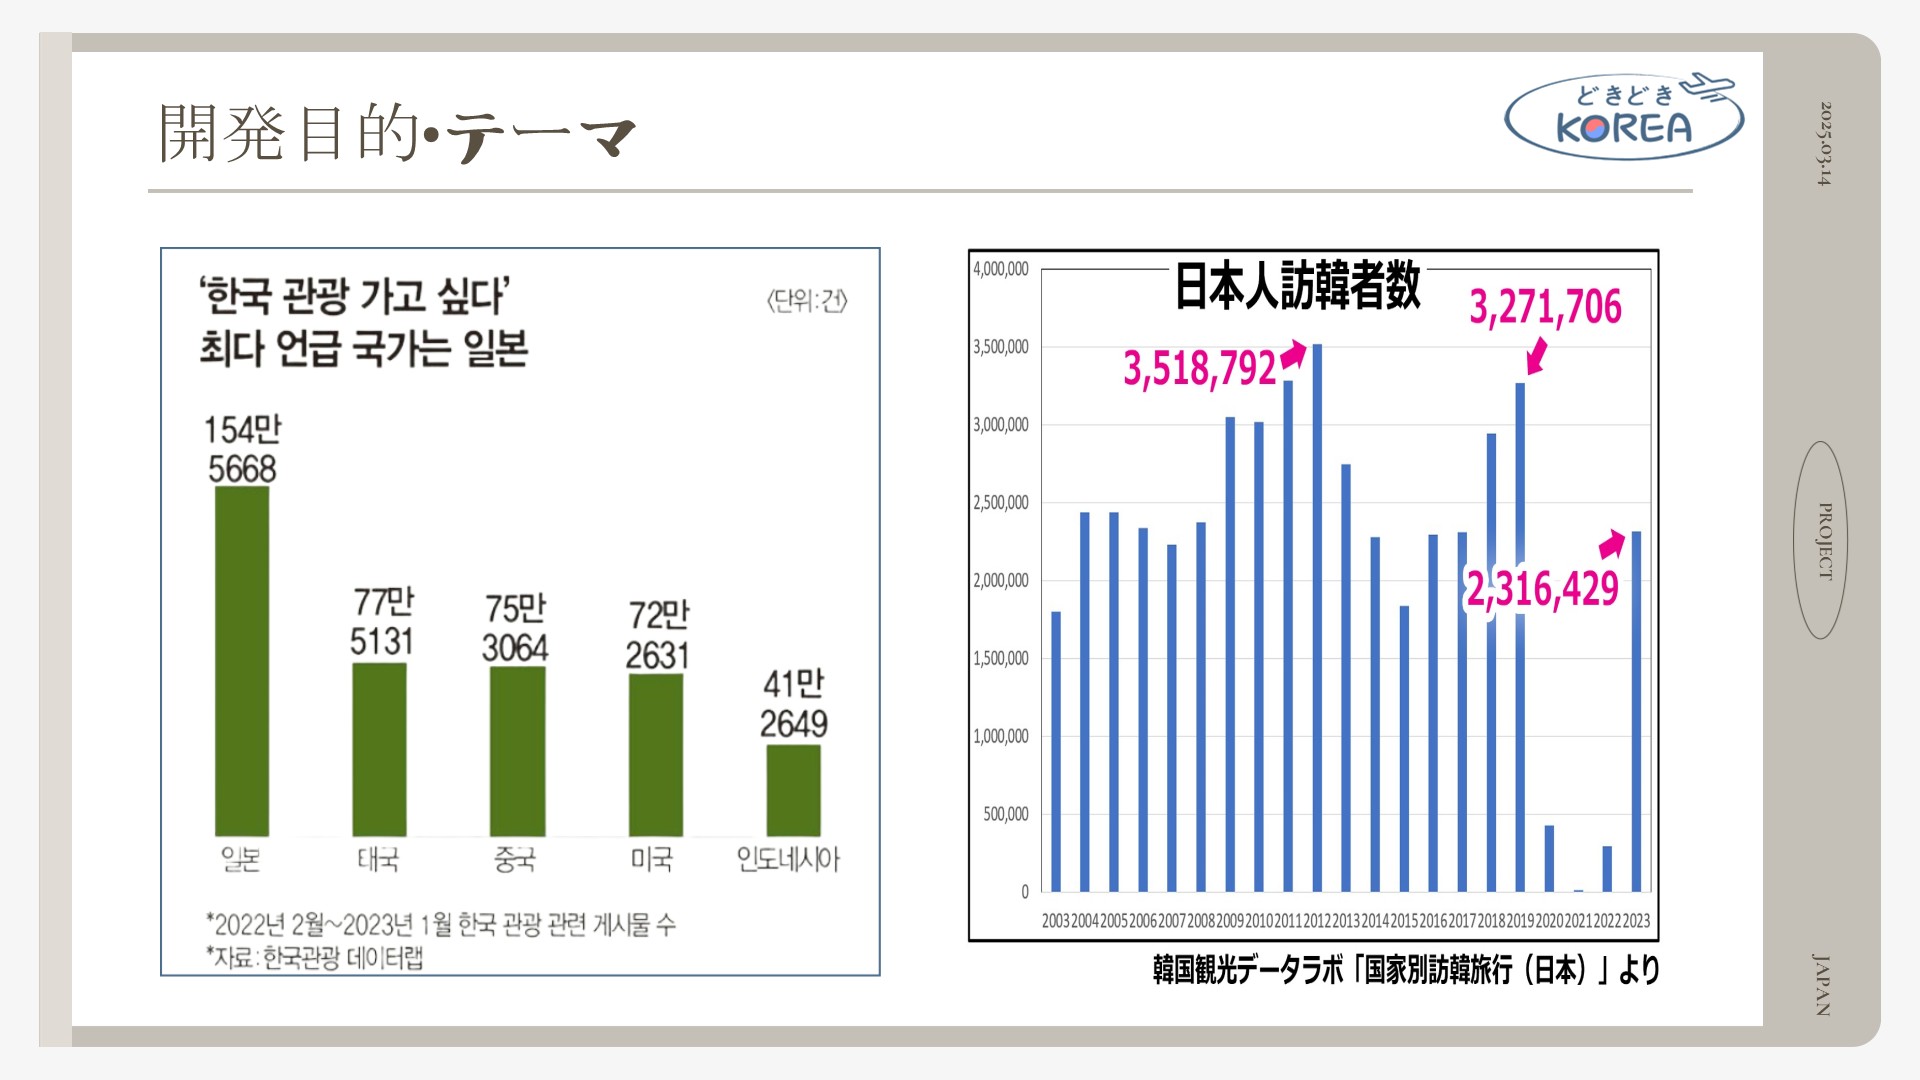 開発目的•テーマ
どきどき
KOREA
2025.03.14
PROJECT
JAPAN
‘한국 관광 가고 싶다’
최다 언급 국가는 일본
〈단위:건〉
154만
5668
77만
5131
75만
3064
72만
2631
41만
2649
일본 태국 중국 미국 인도네시아
*2022년 2월~2023년 1월 한국 관광 관련 게시물 수
*자료:한국관광 데이터랩
日本人訪韓者数
4,000,000
3,500,000
3,000,000
2,500,000
2,000,000
1,500,000
1,000,000
500,000
0
3,518,792
3,271,706
2,316,429
2003 2004 2005 2006 2007 2008 2009 2010 2011 2012 2013 2014 2015 2016 2017 2018 2019 2020 2021 2022 2023
韓国観光データラボ「国家別訪韓旅行（日本）」より